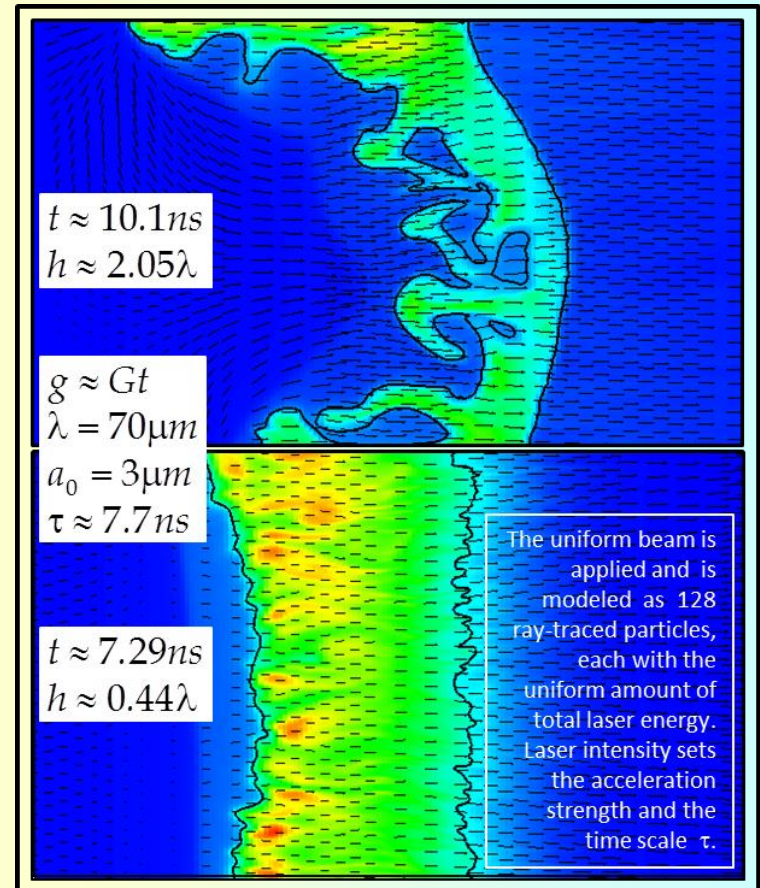 t ≈ 10.1ns
h ≈ 2.05λ
g ≈ Gt
λ = 70μm
a₀ = 3μm
τ ≈ 7.7ns
t ≈ 7.29ns
h ≈ 0.44λ
The uniform beam is
applied and is
modeled as 128
ray-traced particles,
each with the
uniform amount of
total laser energy.
Laser intensity sets
the acceleration
strength and the
time scale τ.